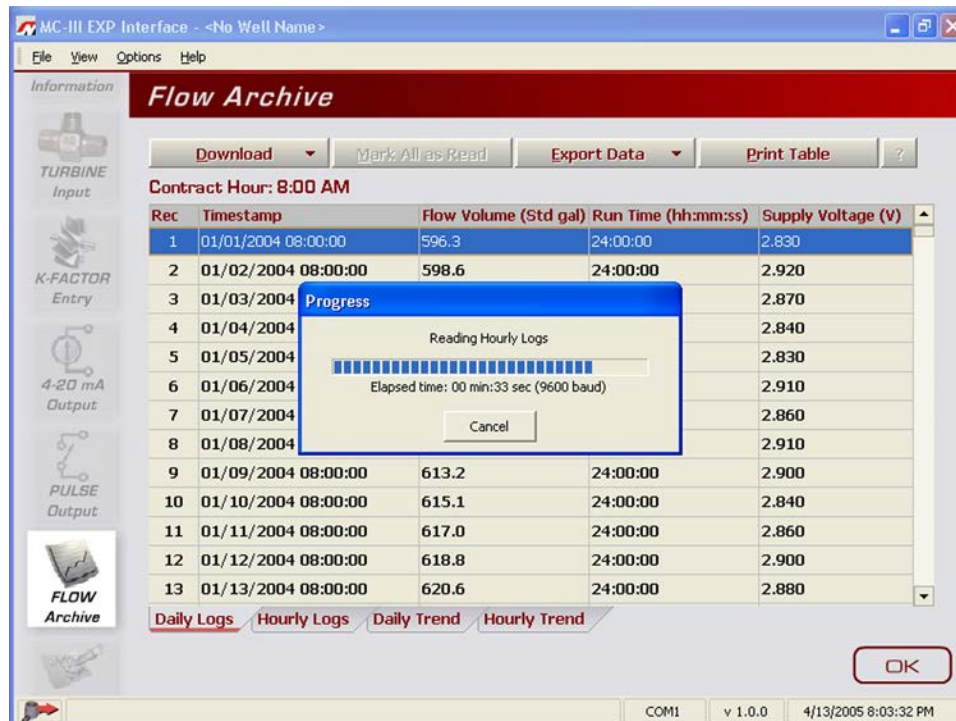 MC-III EXP Interface - <No Well Name>
File View Options Help
Information
Flow Archive
Download Mark All as Read Export Data Print Table ?
TURBINE
Input
Contract Hour: 8:00 AM
Rec Timestamp Flow Volume (Std gal) Run Time (hh:mm:ss) Supply Voltage (V)
1 01/01/2004 08:00:00 596.3 24:00:00 2.830
2 01/02/2004 08:00:00 598.6 24:00:00 2.920
K-FACTOR
Entry
3 01/03/2004 2.870
4 01/04/2004 2.840
5 01/05/2004 2.830
6 01/06/2004 2.910
7 01/07/2004 2.860
8 01/08/2004 2.910
Progress
Reading Hourly Logs
Elapsed time: 00 min:33 sec (9600 baud)
Cancel
4-20 mA
Output
9 01/09/2004 08:00:00 613.2 24:00:00 2.900
10 01/10/2004 08:00:00 615.1 24:00:00 2.840
11 01/11/2004 08:00:00 617.0 24:00:00 2.860
12 01/12/2004 08:00:00 618.8 24:00:00 2.900
13 01/13/2004 08:00:00 620.6 24:00:00 2.880
PULSE
Output
FLOW
Archive
Daily Logs Hourly Logs Daily Trend Hourly Trend
OK
COM1 v 1.0.0 4/13/2005 8:03:32 PM